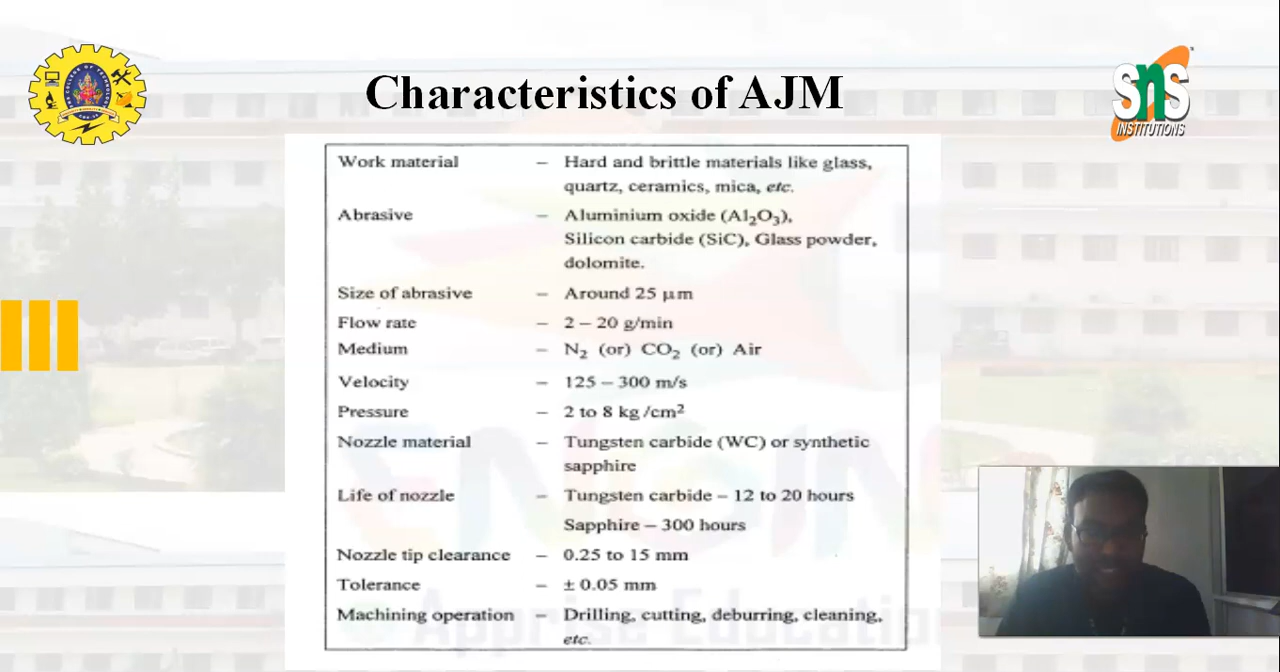 Characteristics of AJM
SNS
INSTITUTIONS
Work material – Hard and brittle materials like glass,
quartz, ceramics, mica, etc.
Abrasive – Aluminium oxide (Al₂O₃),
Silicon carbide (SiC), Glass powder,
dolomite.
Size of abrasive – Around 25 μm
Flow rate – 2 – 20 g/min
Medium – N₂ (or) CO₂ (or) Air
Velocity – 125 – 300 m/s
Pressure – 2 to 8 kg/cm²
Nozzle material – Tungsten carbide (WC) or synthetic
sapphire
Life of nozzle – Tungsten carbide – 12 to 20 hours
Sapphire – 300 hours
Nozzle tip clearance – 0.25 to 15 mm
Tolerance – ± 0.05 mm
Machining operation – Drilling, cutting, deburring, cleaning,
etc.